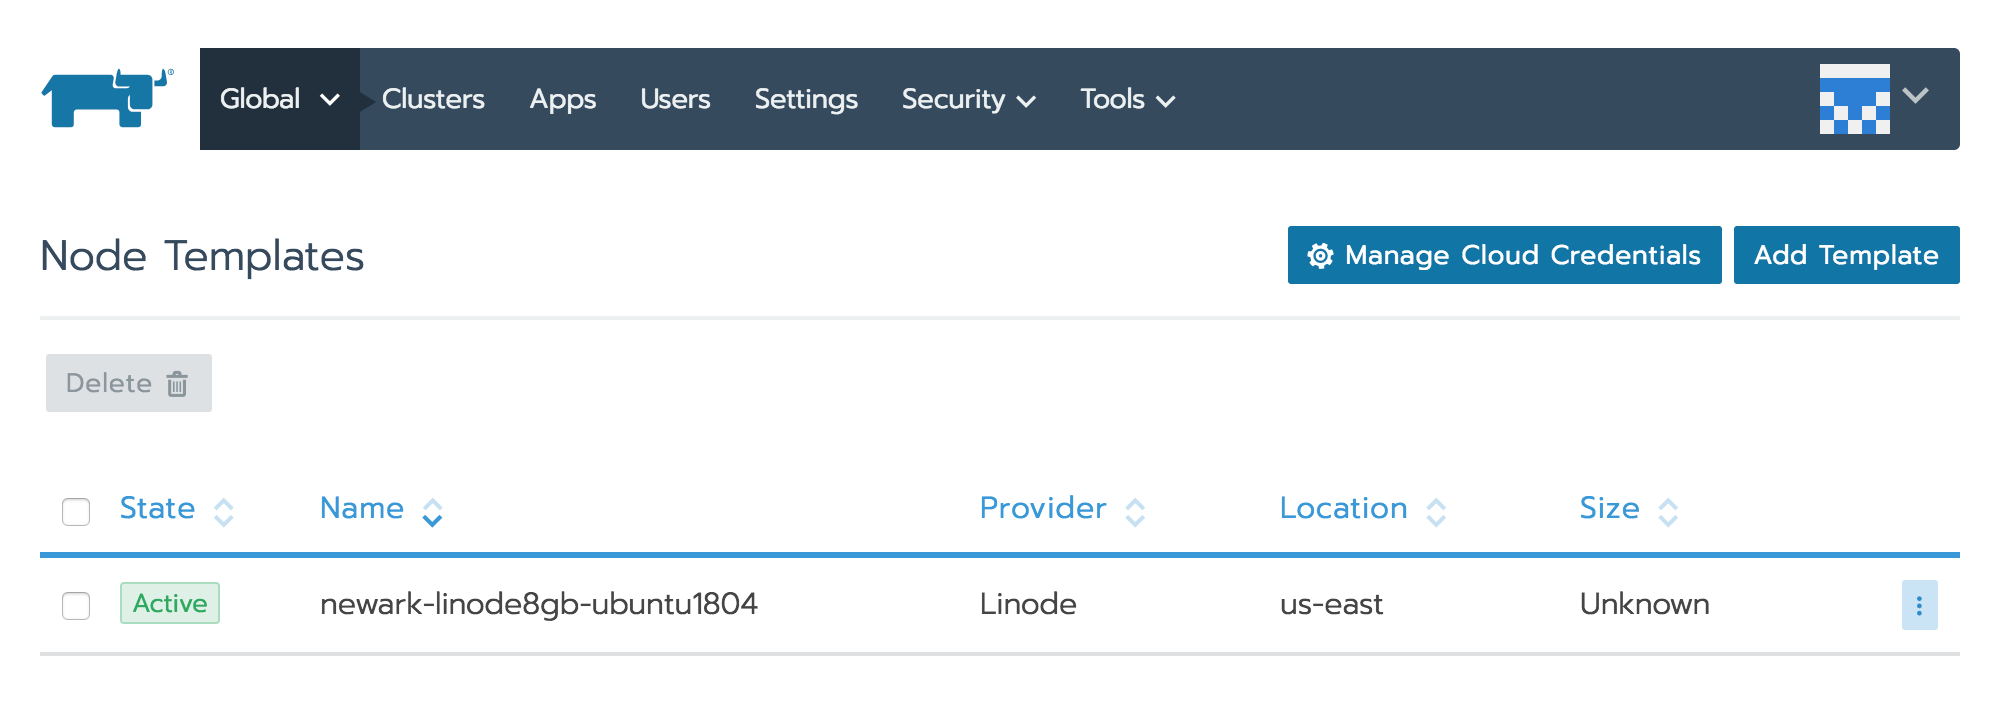 Global Clusters Apps Users Settings Security Tools
Node Templates Manage Cloud Credentials Add Template
Delete
State Name Provider Location Size
Active newark-linode8gb-ubuntu1804 Linode us-east Unknown